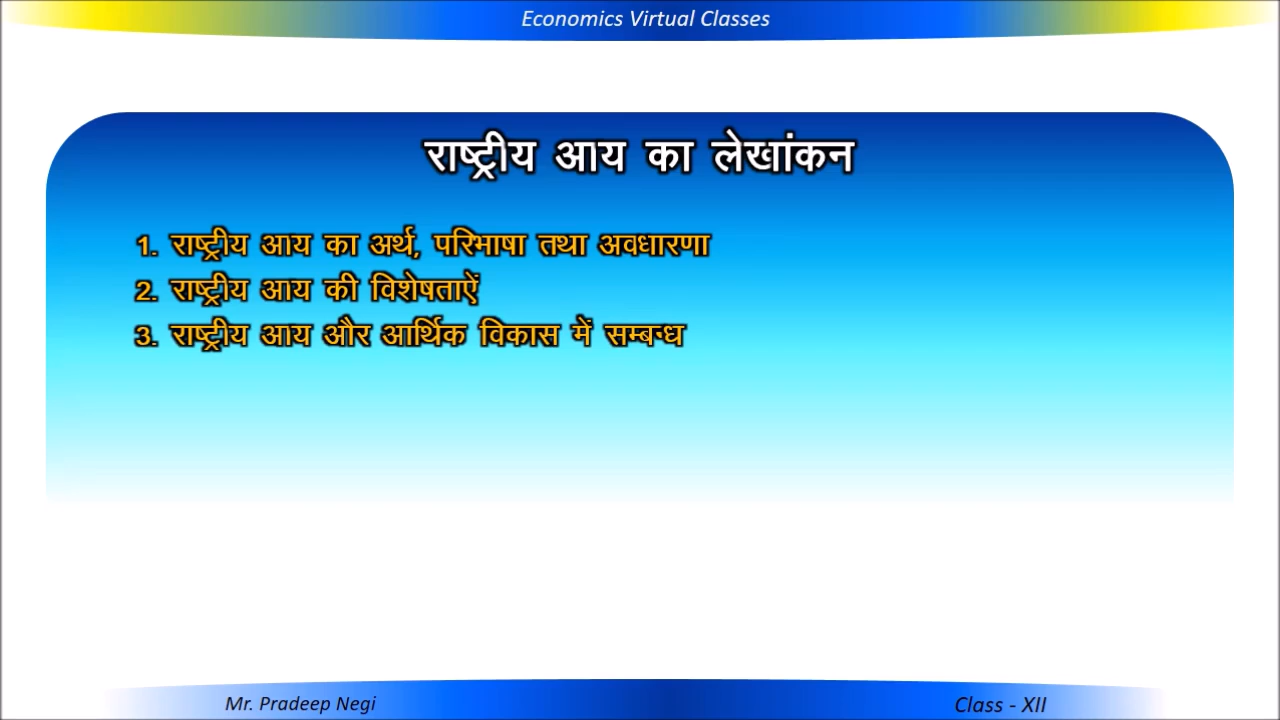 Economics Virtual Classes
राष्ट्रीय आय का लेखांकन
1. राष्ट्रीय आय का अर्थ, परिभाषा तथा अवधारणा
2. राष्ट्रीय आय की विशेषताऐं
3. राष्ट्रीय आय और आर्थिक विकास में सम्बन्ध
Mr. Pradeep Negi
Class - XII